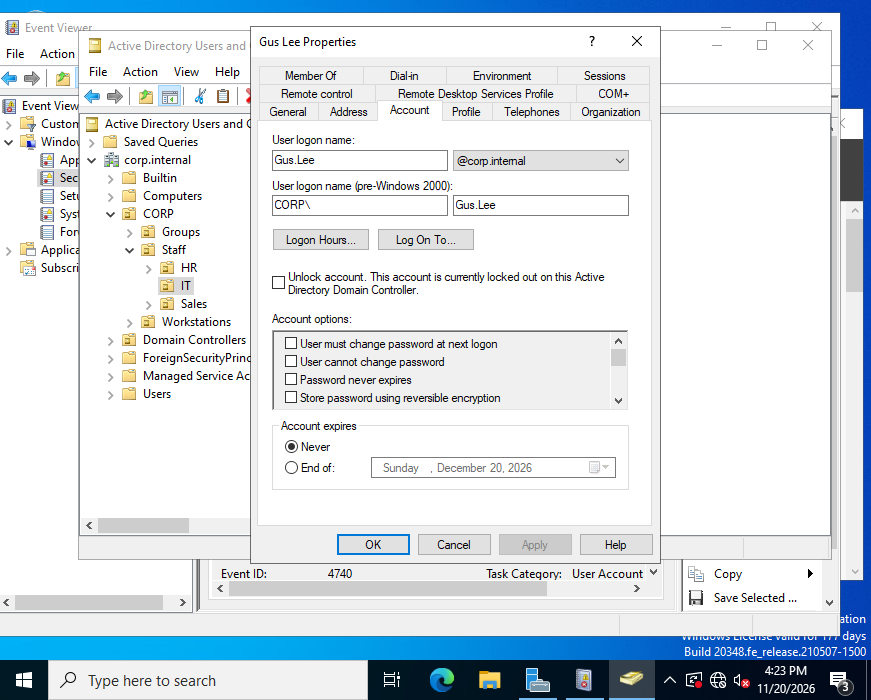 Event Viewer
File Action
Event View
Custom
Windo
App
Sec
Setu
Syst
For
Applica
Subscri
Active Directory Users and
File Action View Help
Active Directory Users and C
Saved Queries
corp.internal
Builtin
Computers
CORP
Groups
Staff
HR
IT
Sales
Workstations
Domain Controllers
ForeignSecurityPrinc
Managed Service Ac
Users
Gus Lee Properties
Member Of Dial-in Environment Sessions
Remote control Remote Desktop Services Profile COM+
General Address Account Profile Telephones Organization
User logon name:
Gus.Lee @corp.internal
User logon name (pre-Windows 2000):
CORP\ Gus.Lee
Logon Hours... Log On To...
Unlock account. This account is currently locked out on this Active
Directory Domain Controller.
Account options:
User must change password at next logon
User cannot change password
Password never expires
Store password using reversible encryption
Account expires
Never
End of: Sunday , December 20, 2026
OK Cancel Apply Help
Event ID: 4740 Task Category: User Account
Copy
Save Selected ...
ation
Windows License valid for 177 days
Build 20348.fe_release.210507-1500
Type here to search
4:23 PM
11/20/2026
3